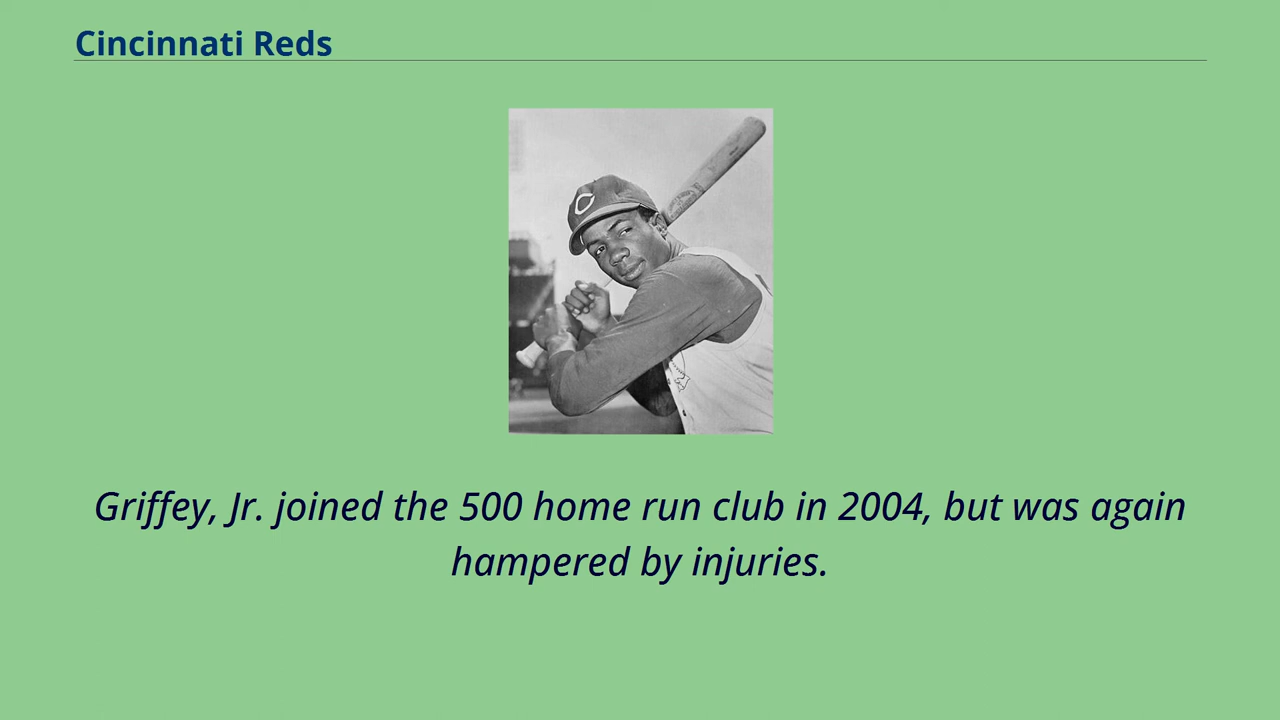 Cincinnati Reds
C
Griffey, Jr. joined the 500 home run club in 2004, but was again
hampered by injuries.